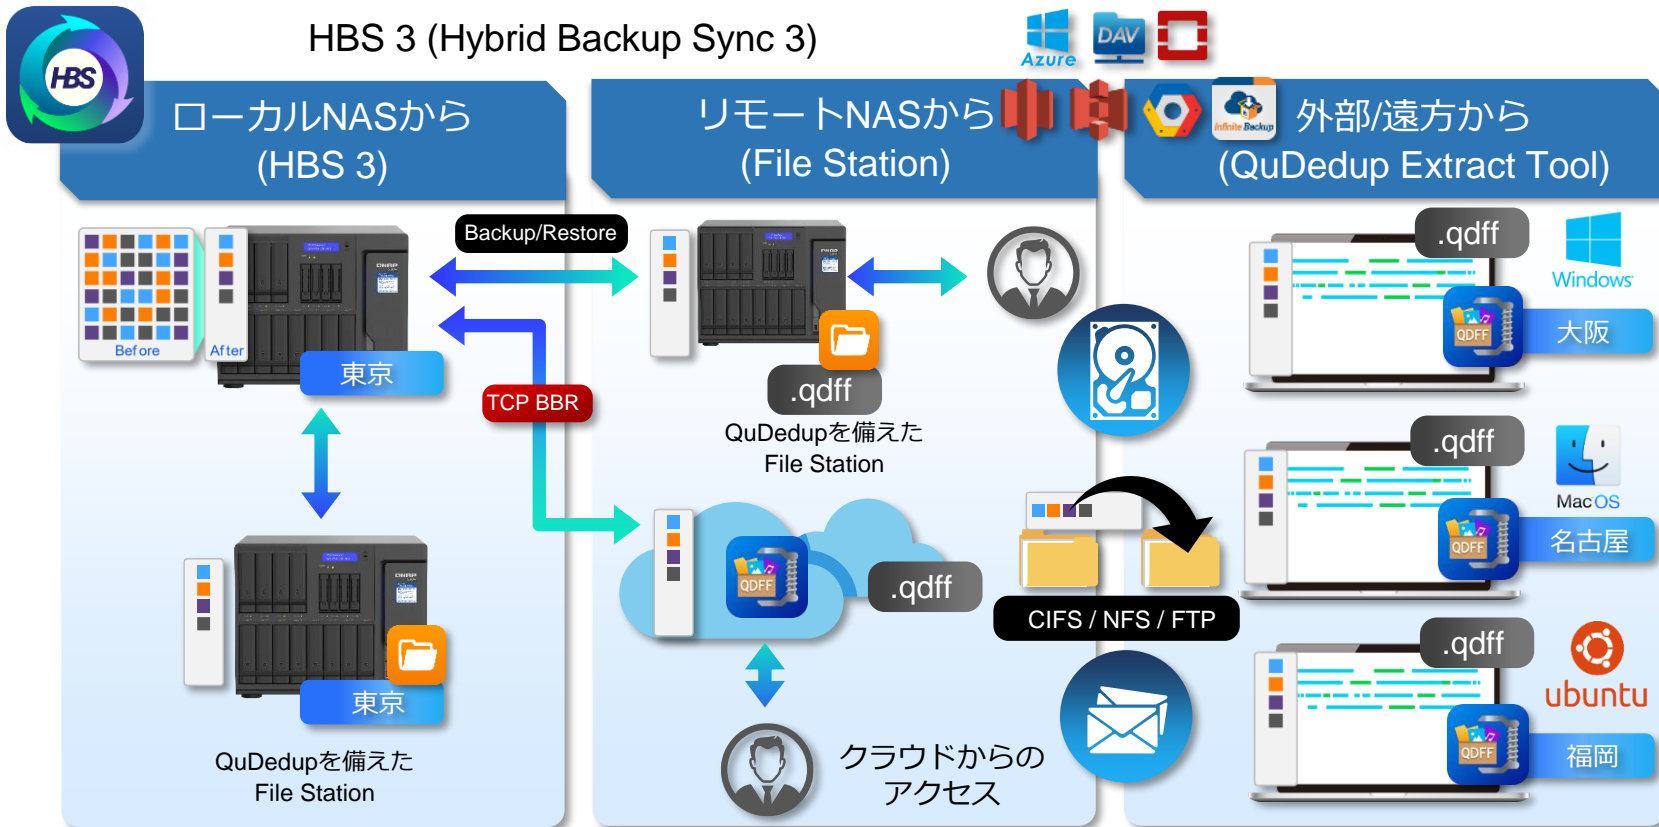 HBS 3 (Hybrid Backup Sync 3)
HBS
Azure
DAV
ローカルNASから
(HBS 3)
リモートNASから
(File Station)
Infinite Backup
外部/遠方から
(QuDedup Extract Tool)
Before
After
QNAP
東京
Backup/Restore
TCP BBR
.qdff
QuDedupを備えた
File Station
.qdff
Windows
QDFF
大阪
.qdff
MacOS
QDFF
名古屋
QNAP
東京
QuDedupを備えた
File Station
QDFF
.qdff
CIFS / NFS / FTP
クラウドからの
アクセス
.qdff
ubuntu
QDFF
福岡